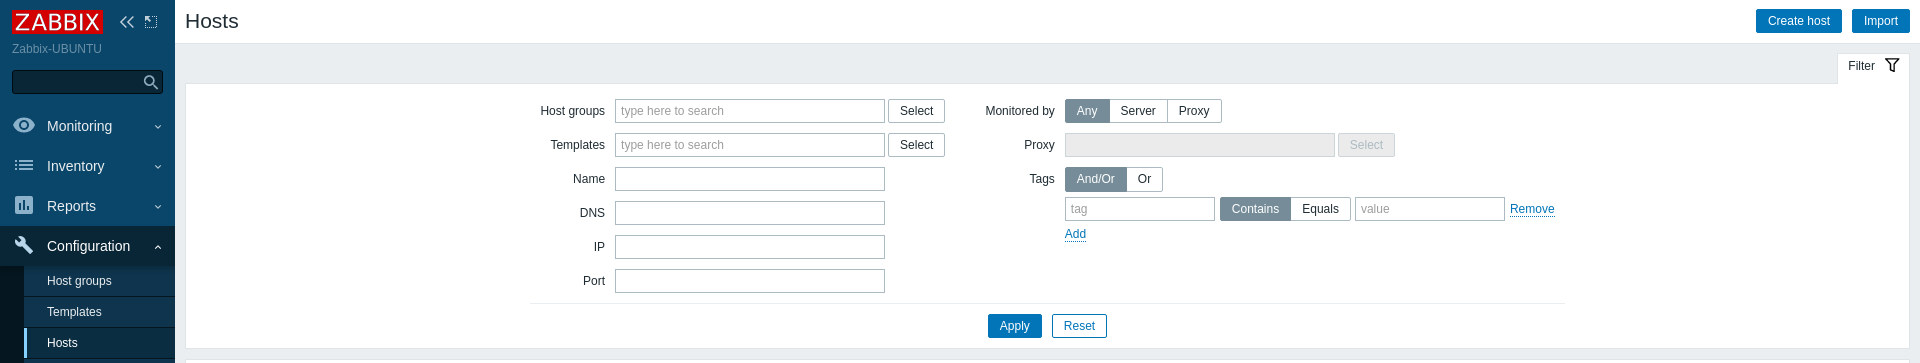 ZABBIX
Zabbix-UBUNTU
Monitoring
Inventory
Reports
Configuration
Host groups
Templates
Hosts
Hosts
Create host Import
Filter
Host groups type here to search Select
Templates type here to search Select
Name
DNS
IP
Port
Monitored by Any Server Proxy
Proxy Select
Tags And/Or Or
tag Contains Equals value Remove
Add
Apply Reset